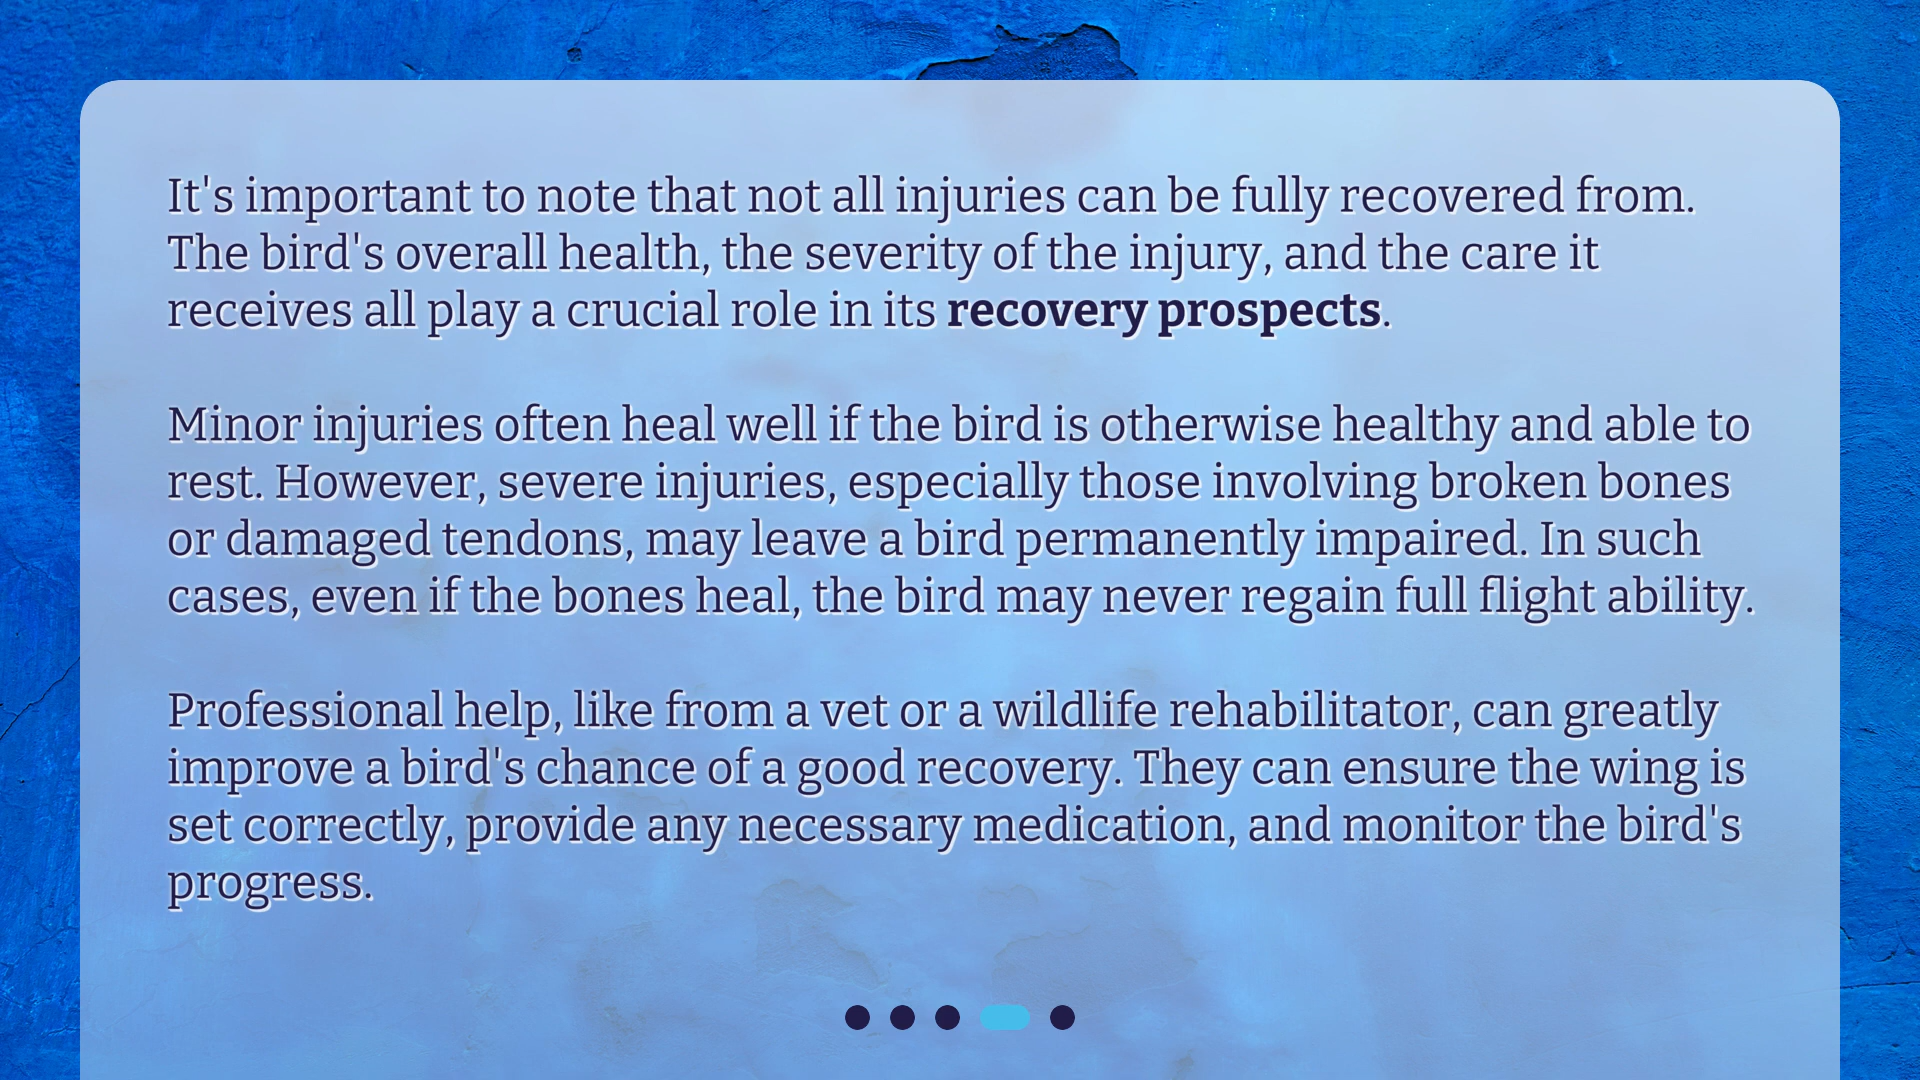 It's important to note that not all injuries can be fully recovered from.
The bird's overall health, the severity of the injury, and the care it
receives all play a crucial role in its recovery prospects.
Minor injuries often heal well if the bird is otherwise healthy and able to
rest. However, severe injuries, especially those involving broken bones
or damaged tendons, may leave a bird permanently impaired. In such
cases, even if the bones heal, the bird may never regain full flight ability.
Professional help, like from a vet or a wildlife rehabilitator, can greatly
improve a bird's chance of a good recovery. They can ensure the wing is
set correctly, provide any necessary medication, and monitor the bird's
progress.